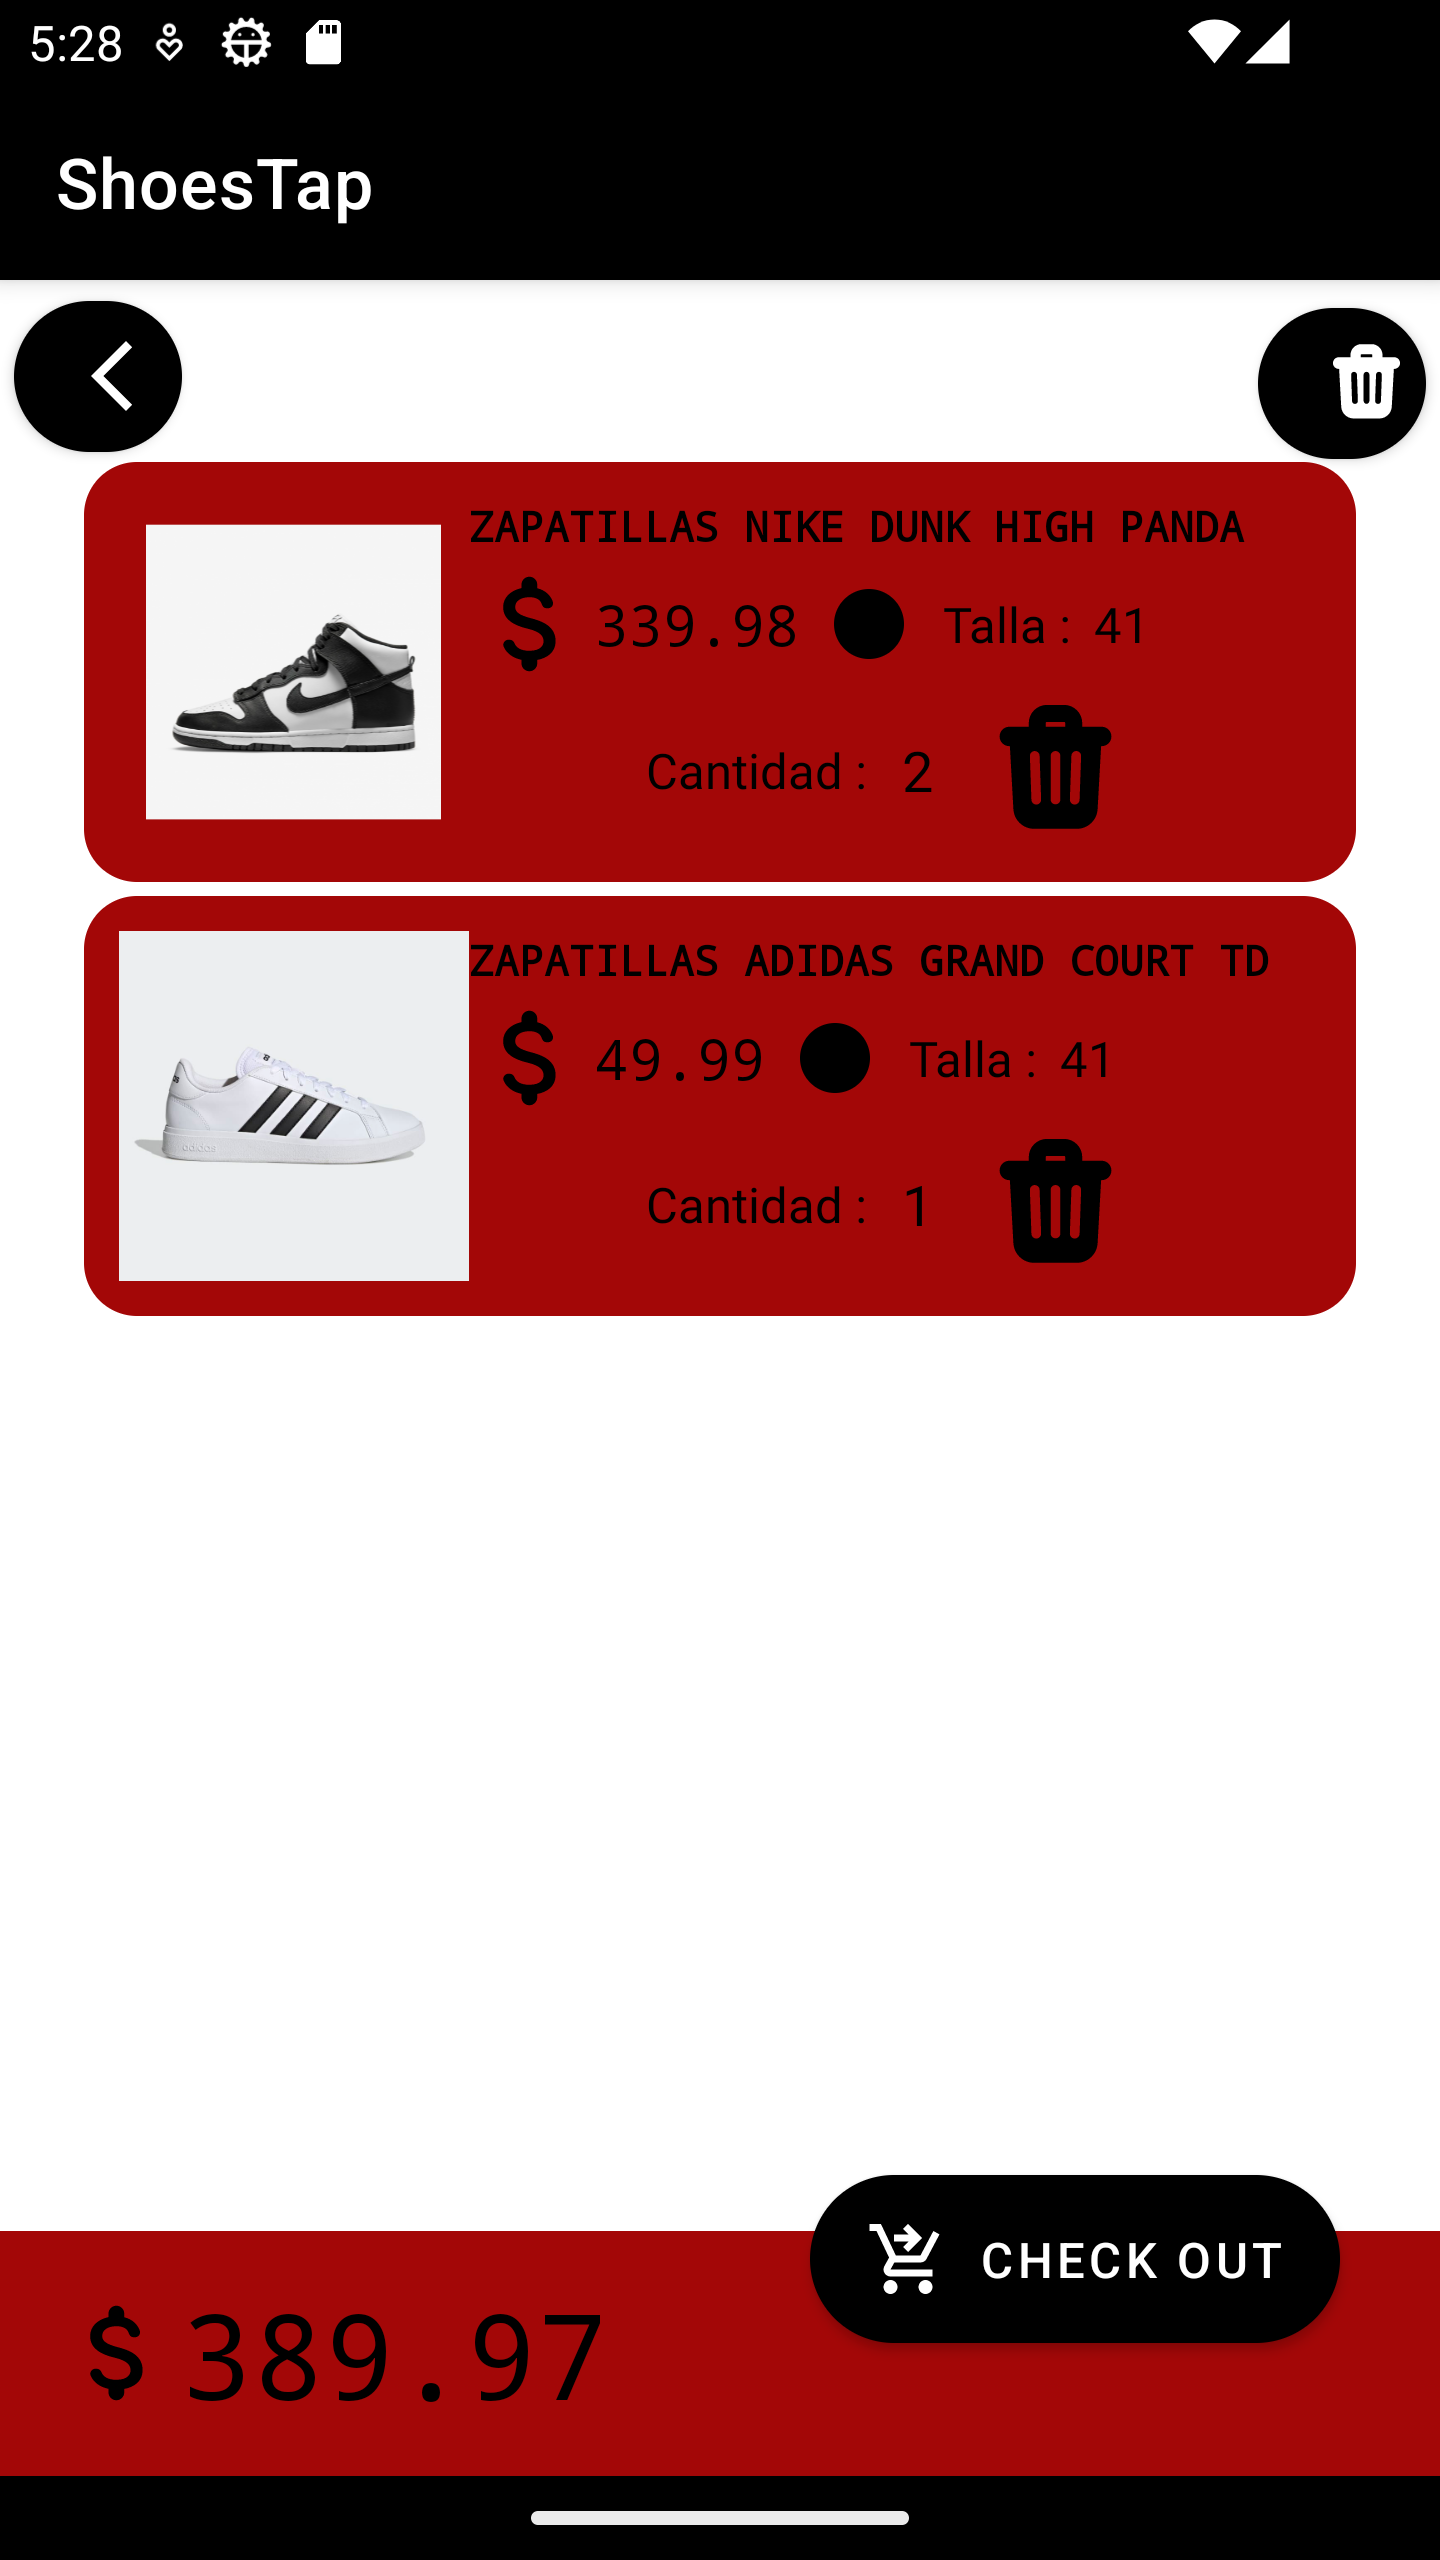 5:28
ShoesTap
ZAPATILLAS NIKE DUNK HIGH PANDA
$ 339.98 Talla : 41
Cantidad : 2
ZAPATILLAS ADIDAS GRAND COURT TD
$ 49.99 Talla : 41
Cantidad : 1
adidas
CHECK OUT
$ 389.97